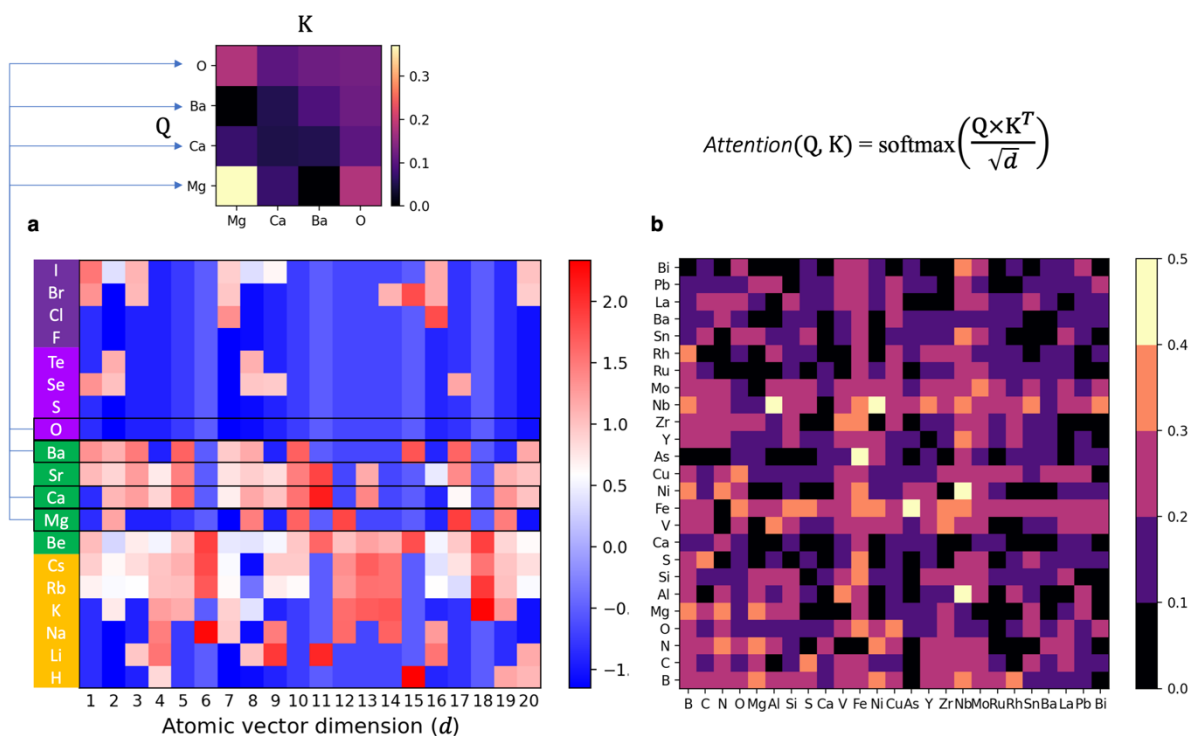 K
Q
O
Ba
Ca
Mg
Mg Ca Ba O
0.3
0.2
0.1
0.0
Attention(Q, K) = softmax(Q×K^T / √d)
a
I
Br
Cl
F
Te
Se
S
O
Ba
Sr
Ca
Mg
Be
Cs
Rb
K
Na
Li
H
1 2 3 4 5 6 7 8 9 10 11 12 13 14 15 16 17 18 19 20
Atomic vector dimension (d)
2.0
1.5
1.0
0.5
0.0
−0.
−1.
b
Bi
Pb
La
Ba
Sn
Rh
Ru
Mo
Nb
Zr
Y
As
Cu
Ni
Fe
V
Ca
S
Si
Al
Mg
O
N
C
B
B C N O Mg Al Si S Ca V Fe Ni Cu As Y Zr Nb Mo Ru Rh Sn Ba La Pb Bi
0.5
0.4
0.3
0.2
0.1
0.0